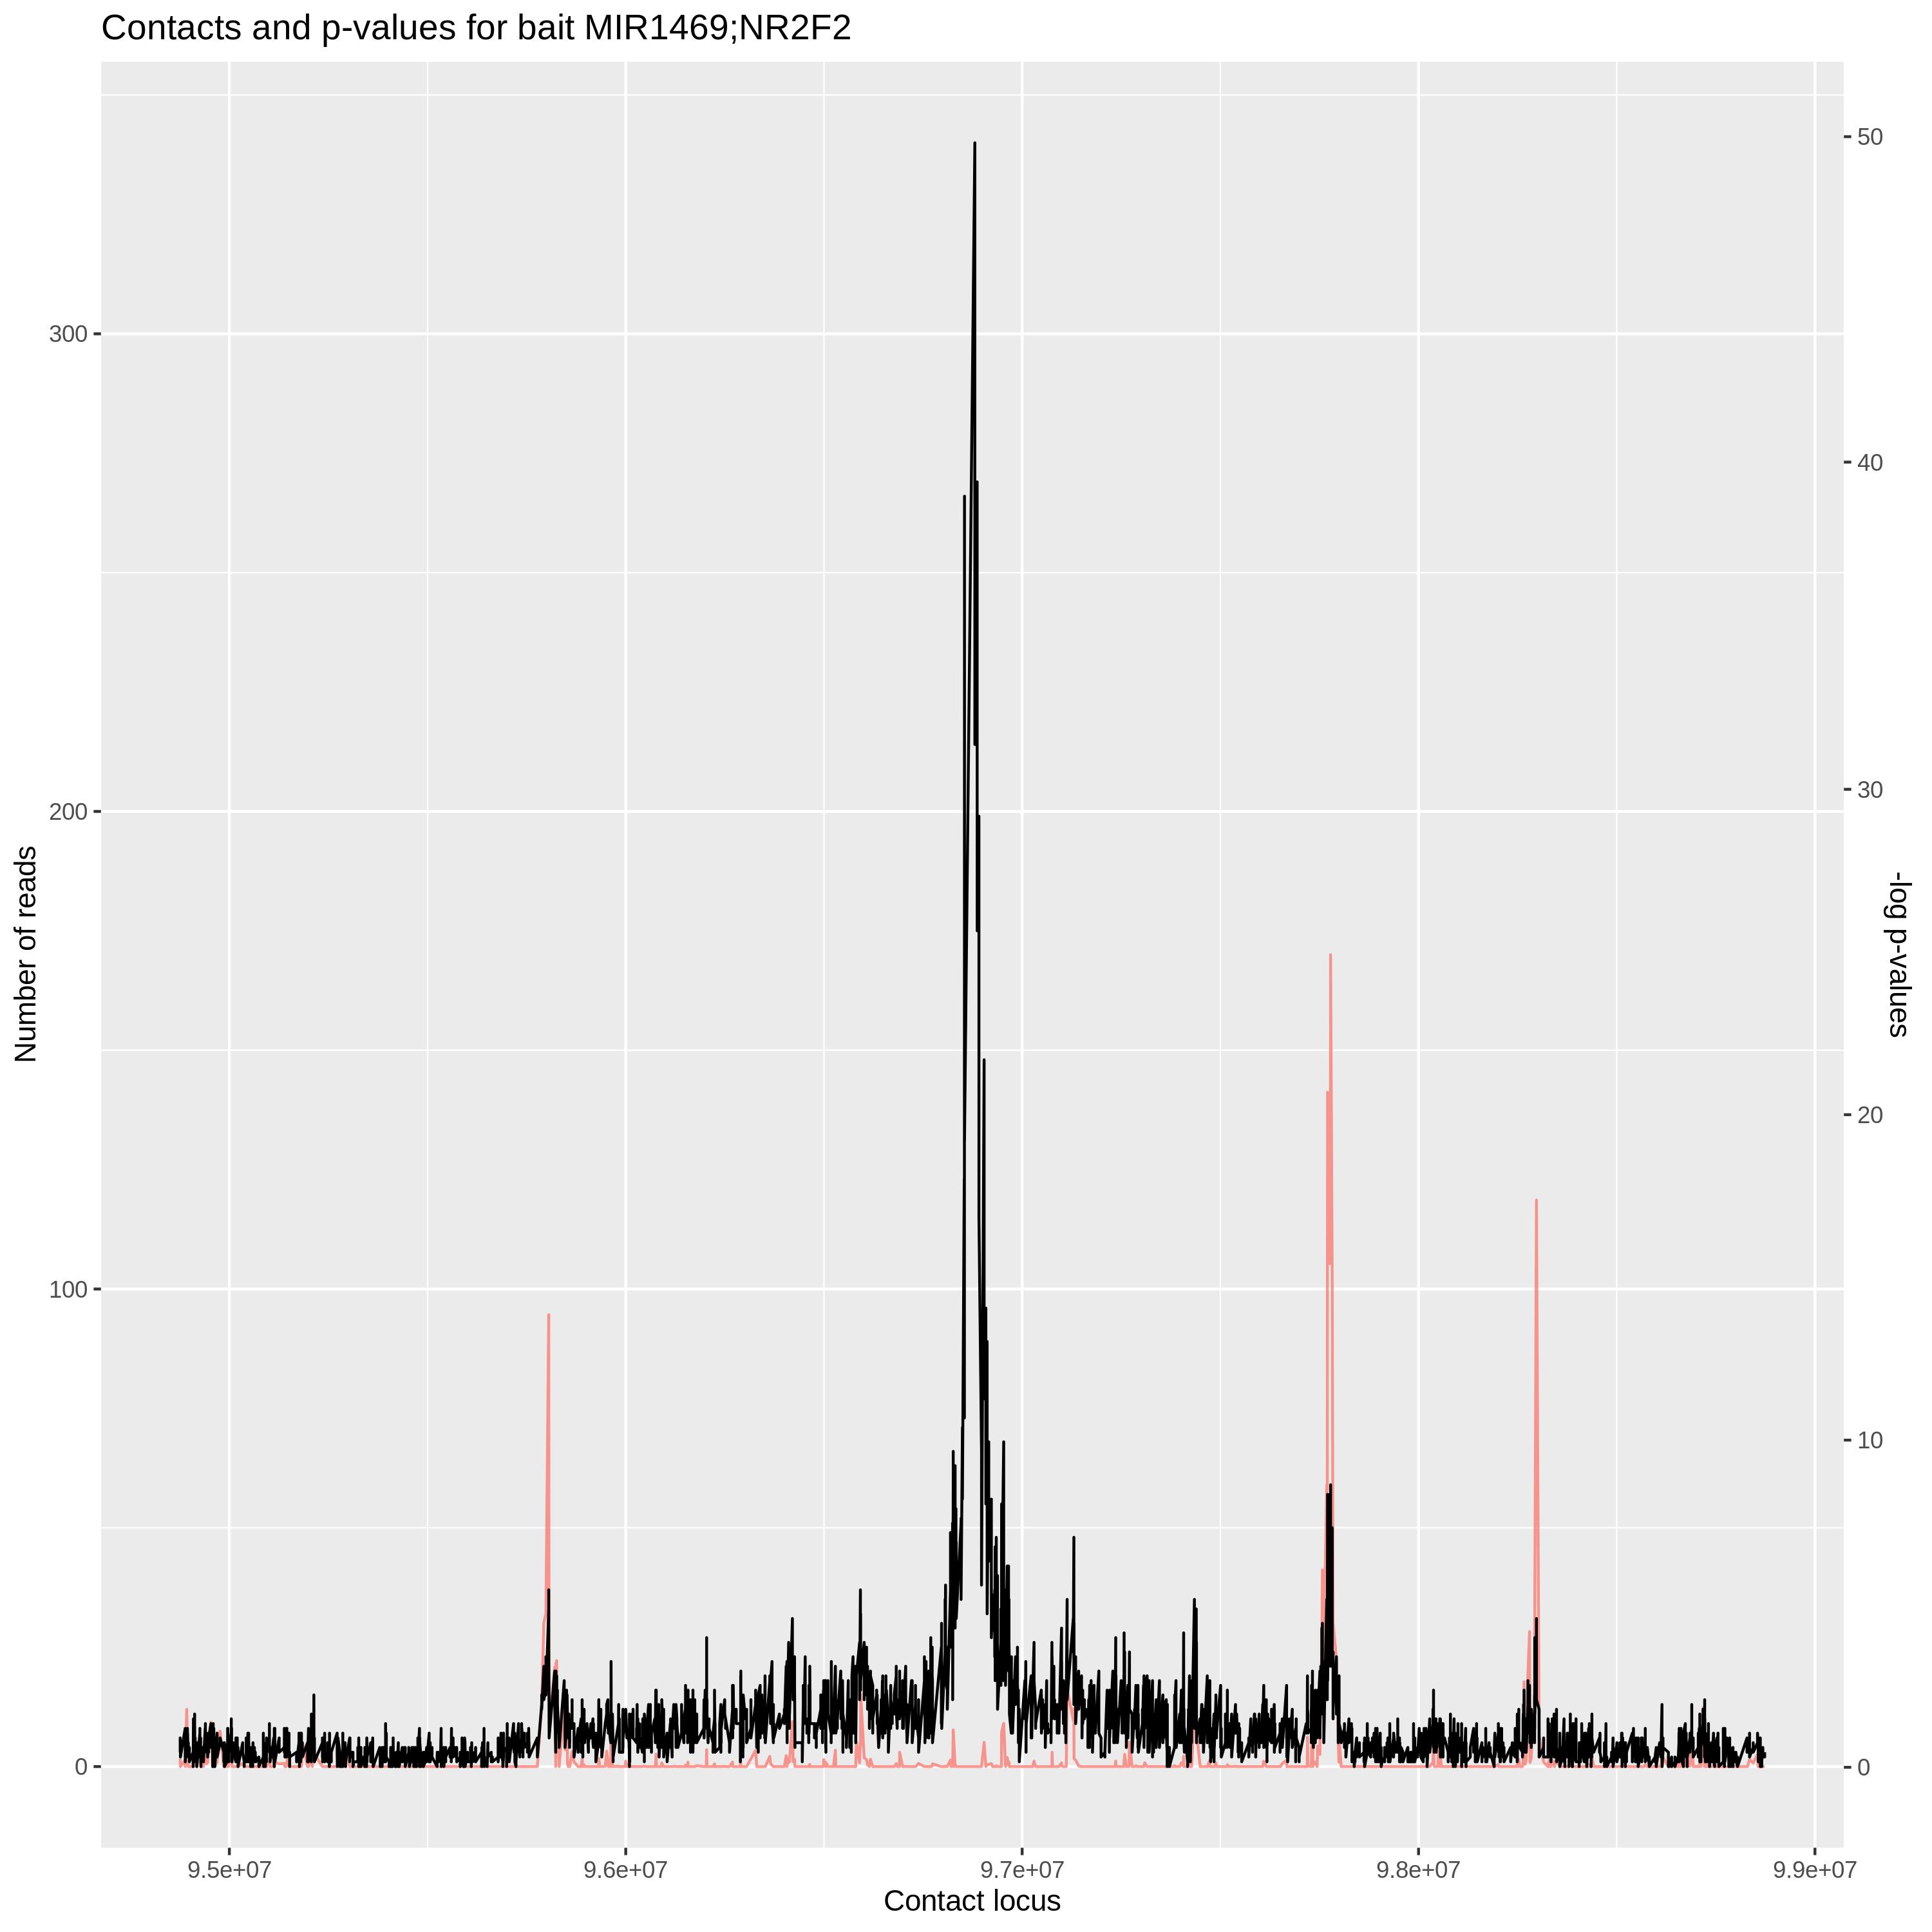 Contacts and p-values for bait MIR1469;NR2F2
Number of reads
300
200
100
0
50
40
30
20
10
0
-log p-values
9.5e+07 9.6e+07 9.7e+07 9.8e+07 9.9e+07
Contact locus